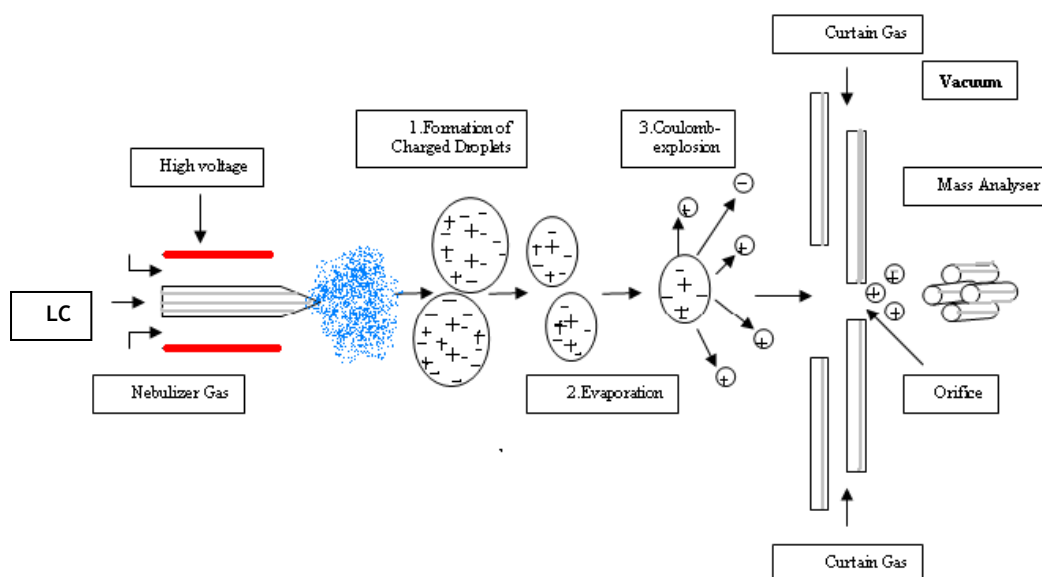 Curtain Gas
Vacuum
1.Formation of
Charged Droplets
3.Coulomb-
explosion
High voltage
Mass Analyser
LC
Nebulizer Gas
2.Evaporation
Orifice
Curtain Gas